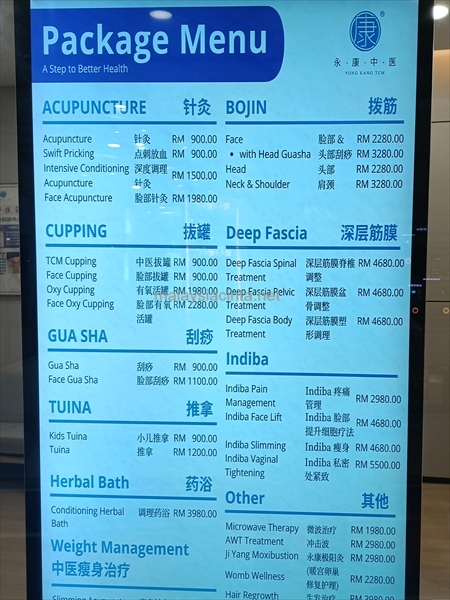 Package Menu
A Step to Better Health
康
®
永·康·中·医
YONG KANG TCM
ACUPUNCTURE 针灸
Acupuncture 针灸 RM 900.00
Swift Pricking 点刺放血 RM 900.00
Intensive Conditioning 深度调理 RM 1500.00
Acupuncture 针灸
Face Acupuncture 脸部针灸 RM 1980.00
CUPPING 拔罐
TCM Cupping 中医拔罐 RM 900.00
Face Cupping 脸部拔罐 RM 900.00
Oxy Cupping 有氧活罐 RM 1980.00
Face Oxy Cupping 脸部有氧 RM 2280.00
活罐
GUA SHA 刮痧
Gua Sha 刮痧 RM 900.00
Face Gua Sha 脸部刮痧 RM 1100.00
TUINA 推拿
Kids Tuina 小儿推拿 RM 900.00
Tuina 推拿 RM 1200.00
Herbal Bath 药浴
Conditioning Herbal 调理药浴 RM 3980.00
Bath
Weight Management
中医瘦身治疗
BOJIN 拨筋
Face 脸部 & RM 2280.00
• with Head Guasha 头部刮痧 RM 3280.00
Head 头部 RM 2280.00
Neck & Shoulder 肩颈 RM 3280.00
Deep Fascia 深层筋膜
Deep Fascia Spinal 深层筋膜脊椎 RM 4680.00
Treatment 调整
Deep Fascia Pelvic 深层筋膜盆 RM 4680.00
Treatment 骨调整
Deep Fascia Body 深层筋膜塑 RM 4680.00
Treatment 形调理
Indiba
Indiba Pain Indiba 疼痛 RM 2980.00
Management 管理
Indiba Face Lift Indiba 脸部 RM 4680.00
提升细胞疗法
Indiba Slimming Indiba 瘦身 RM 4680.00
Indiba Vaginal Indiba 私密 RM 5500.00
Tightening 处紧致
Other 其他
Microwave Therapy 微波治疗 RM 1980.00
AWT Treatment 冲击波 RM 2980.00
Ji Yang Moxibustion 永康极阳灸 RM 2980.00
Womb Wellness (暖宫卵巢 RM 2280.00
修复护理)
Hair Regrowth 生发治疗 RM 3980.00
malaysiacinta.net